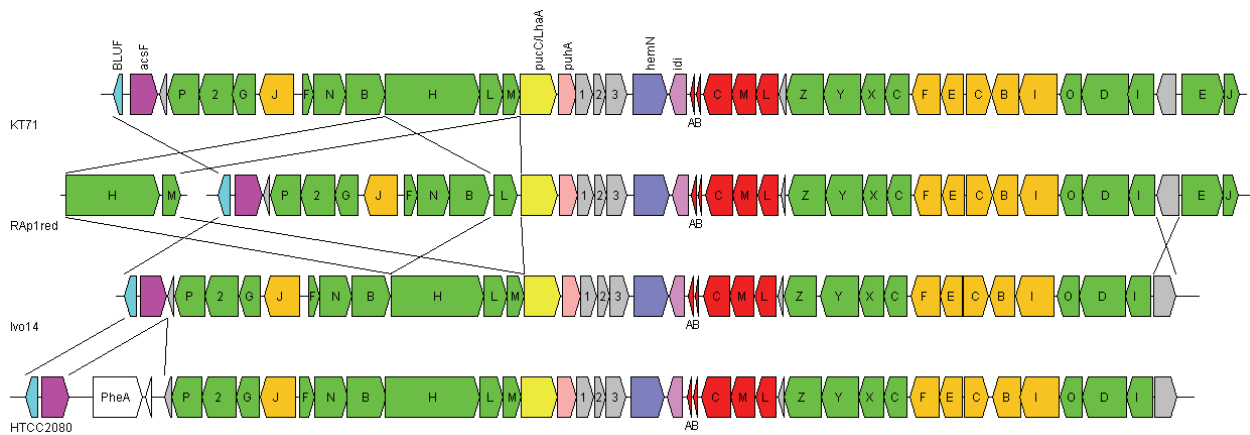 BLUF acsF pucC/LhaA puhA hemN idi
P 2 G J F N B H L M 1 2 3 C M L Z Y X C F E C B I O D I E J
AB
KT71
H M P 2 G J F N B L 1 2 3 C M L Z Y X C F E C B I O D I E J
AB
RAp1red
P 2 G J F N B H L M 1 2 3 C M L Z Y X C F E C B I O D I
AB
Ivo14
PheA P 2 G J F N B H L M 1 2 3 C M L Z Y X C F E C B I O D I
AB
HTCC2080